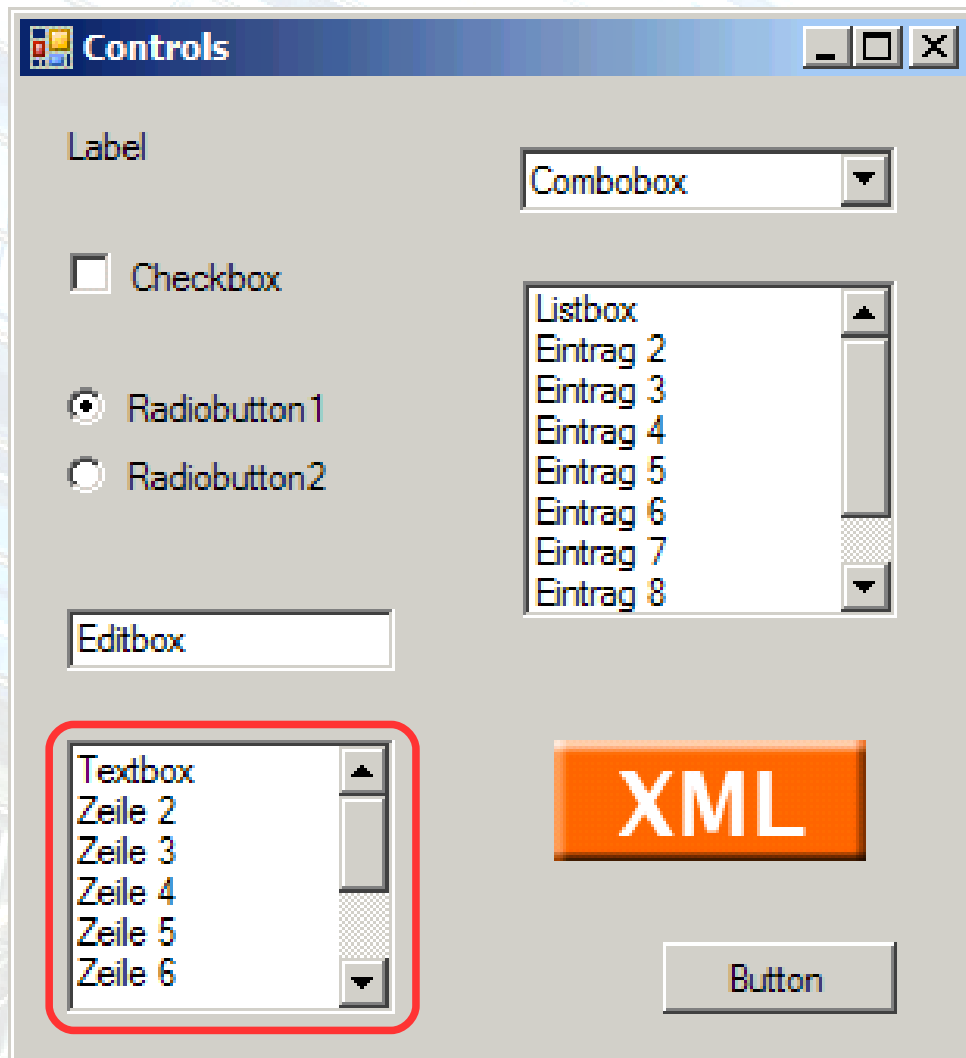 Controls
Label
Combobox
Checkbox
Listbox
Eintrag 2
Eintrag 3
Eintrag 4
Eintrag 5
Eintrag 6
Eintrag 7
Eintrag 8
Radiobutton1
Radiobutton2
Editbox
Textbox
Zeile 2
Zeile 3
Zeile 4
Zeile 5
Zeile 6
XML
Button